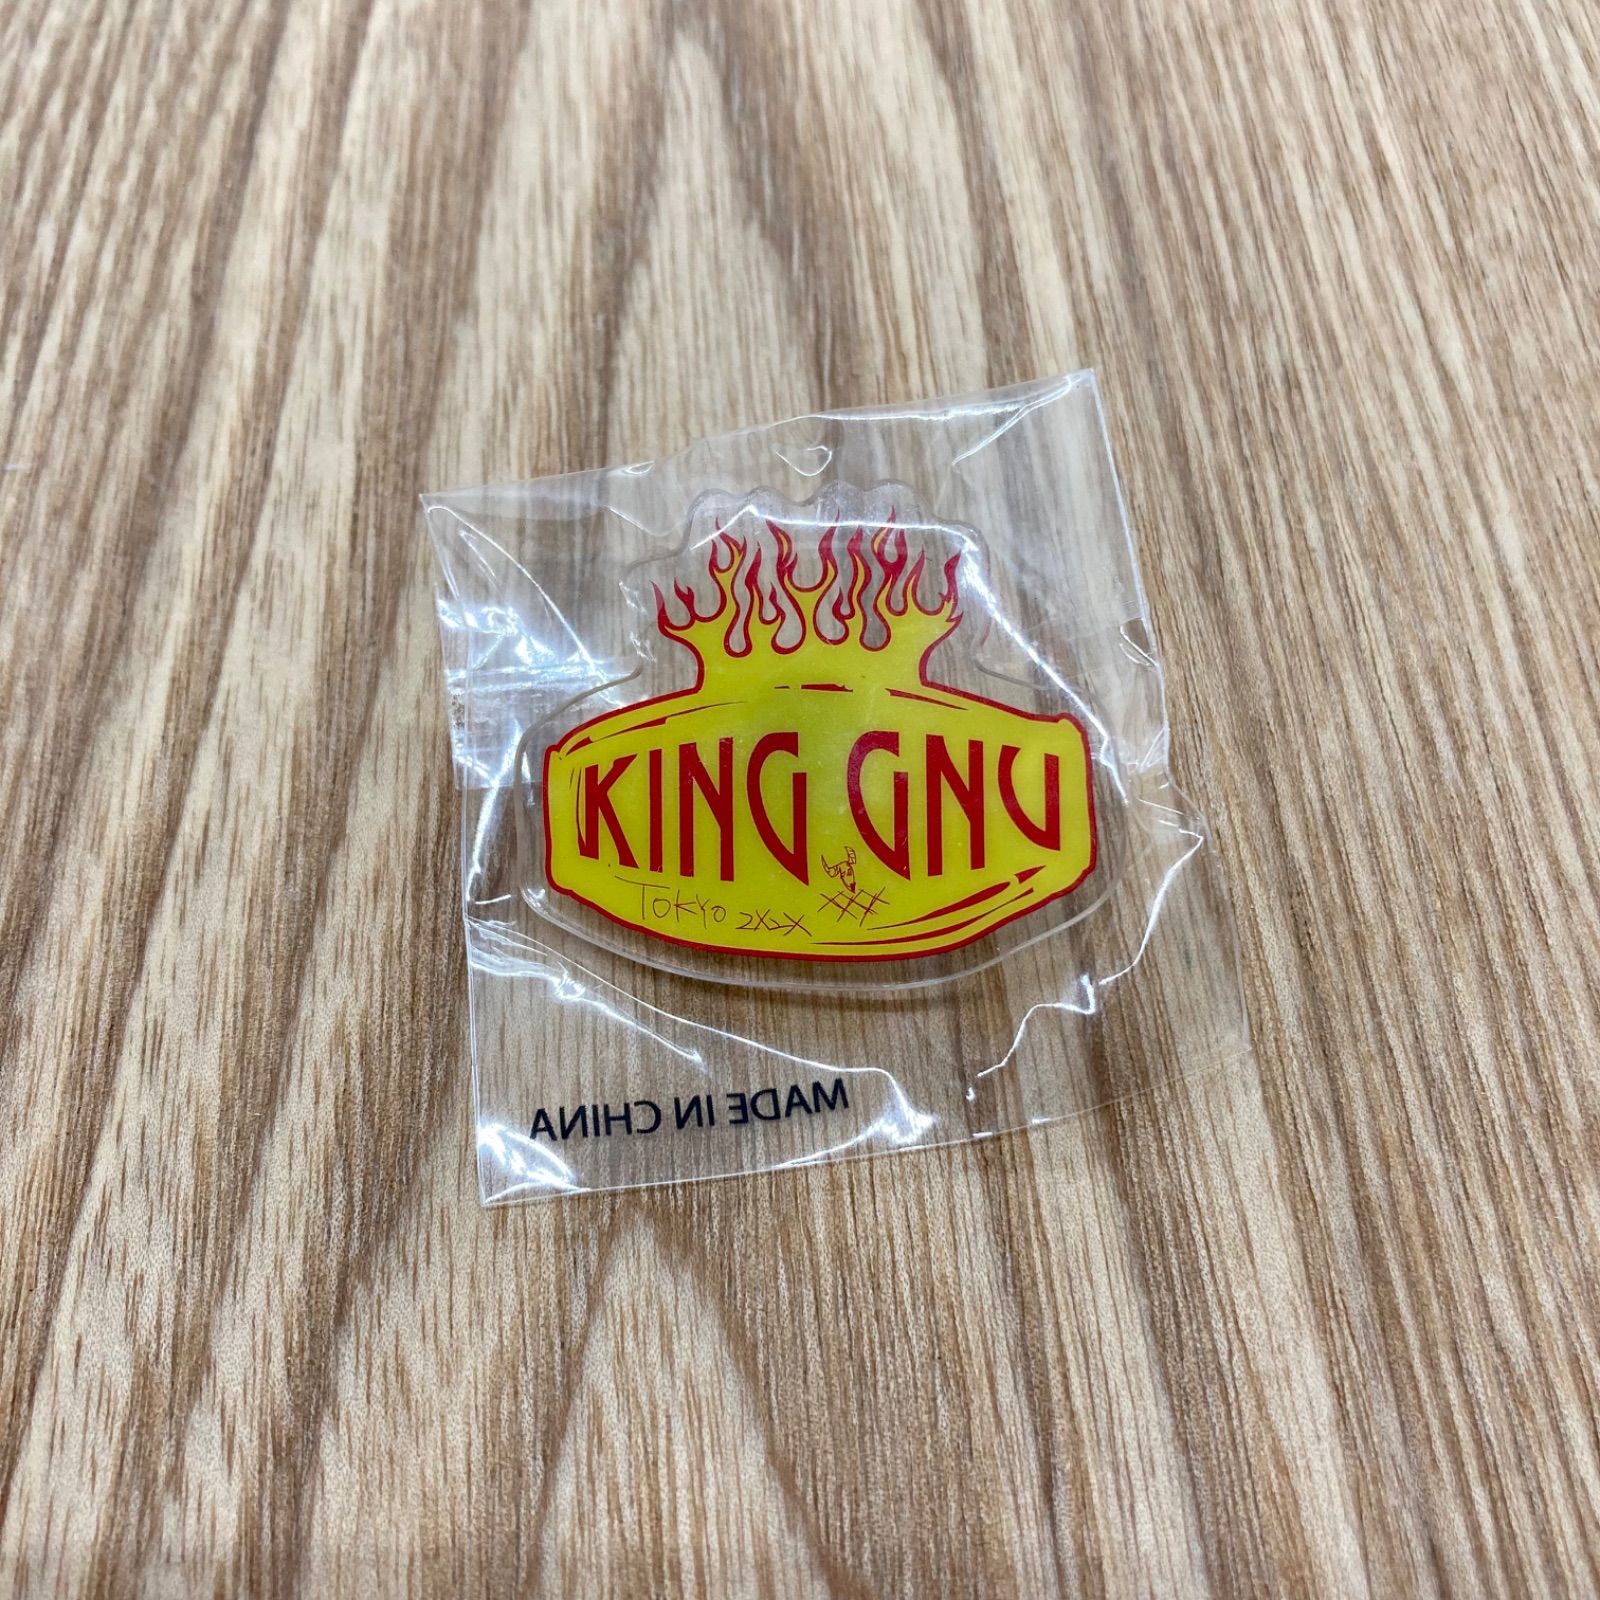 KING GNU
TOKYO 2X2X
MADE IN CHINA